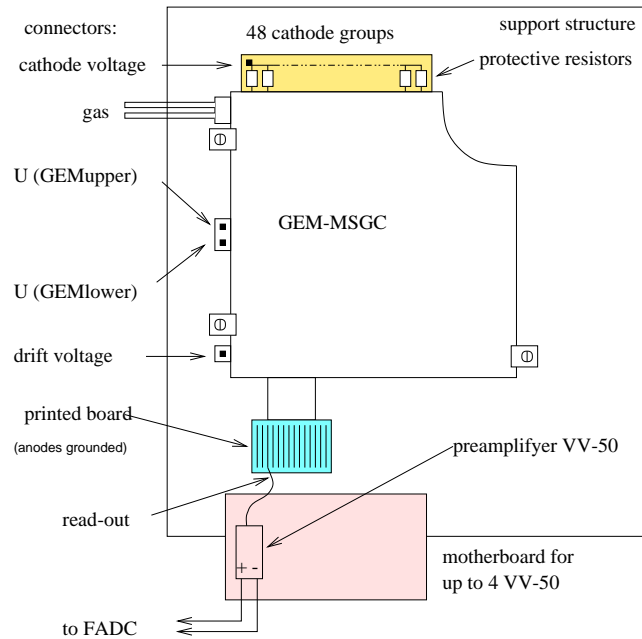 connectors:
48 cathode groups
support structure
cathode voltage
protective resistors
gas
U (GEMupper)
GEM-MSGC
U (GEMlower)
drift voltage
printed board
(anodes grounded)
preamplifyer VV-50
read-out
+ -
motherboard for
up to 4 VV-50
to FADC